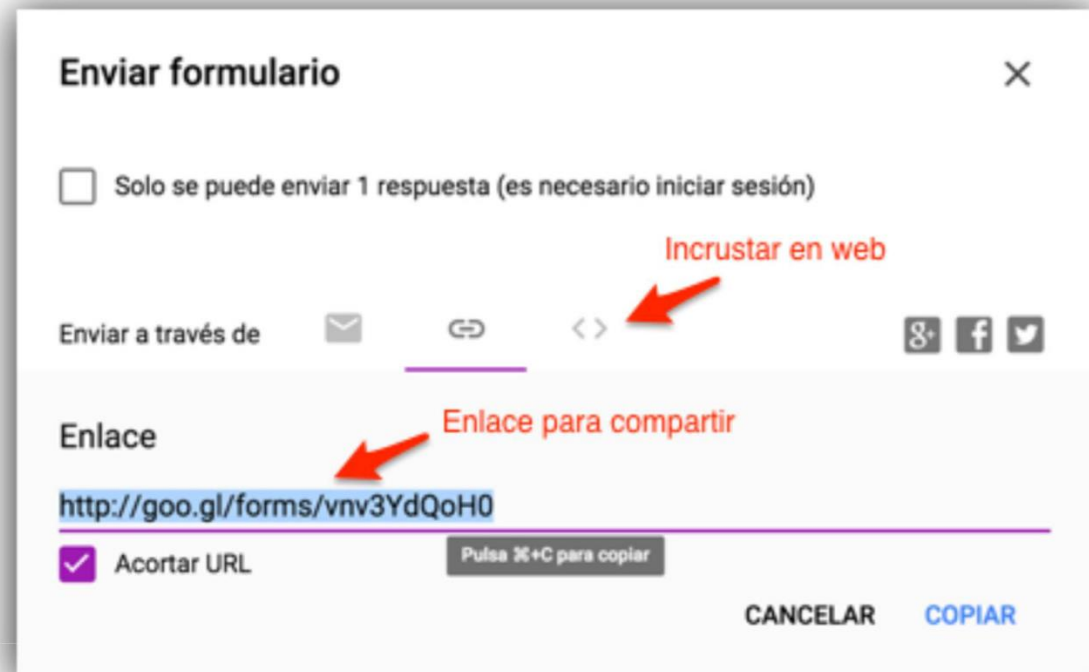 Enviar formulario
Solo se puede enviar 1 respuesta (es necesario iniciar sesión)
Incrustar en web
Enviar a través de
Enlace para compartir
Enlace
http://goo.gl/forms/vnv3YdQoH0
Pulsa ⌘+C para copiar
Acortar URL
CANCELAR COPIAR